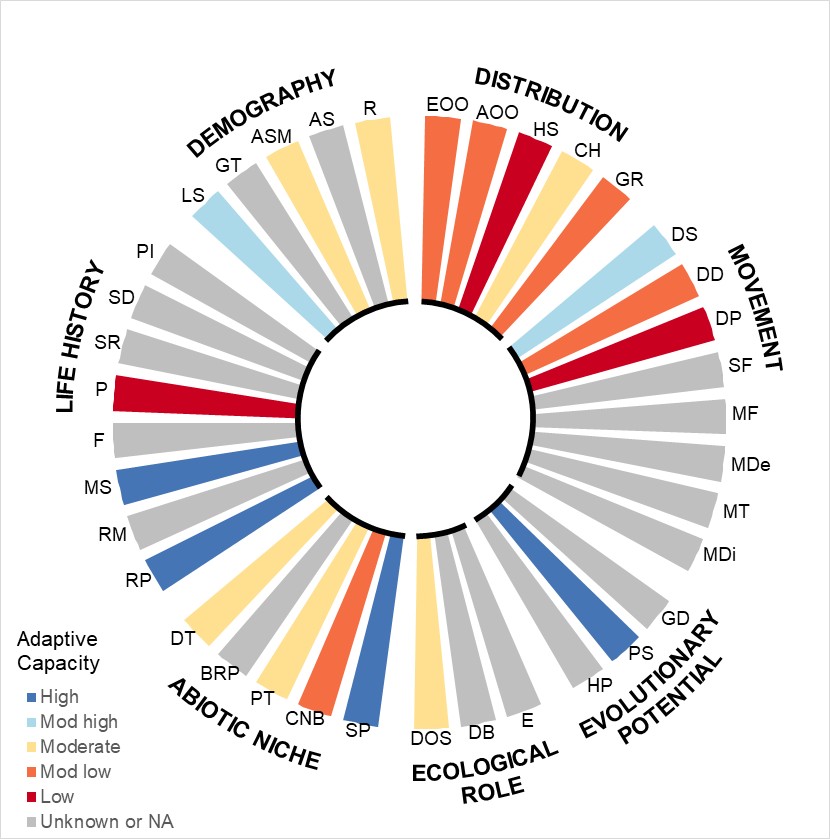 DISTRIBUTION
EOO
AOO
HS
CH
GR
MOVEMENT
DS
DD
DP
SF
MF
MDe
MT
MDi
EVOLUTIONARY
POTENTIAL
GD
PS
HP
ECOLOGICAL
ROLE
E
DB
DOS
ABIOTIC NICHE
SP
CNB
PT
BRP
DT
LIFE HISTORY
RP
RM
MS
F
P
SR
SD
PI
DEMOGRAPHY
LS
GT
ASM
AS
R
Adaptive
Capacity
High
Mod high
Moderate
Mod low
Low
Unknown or NA